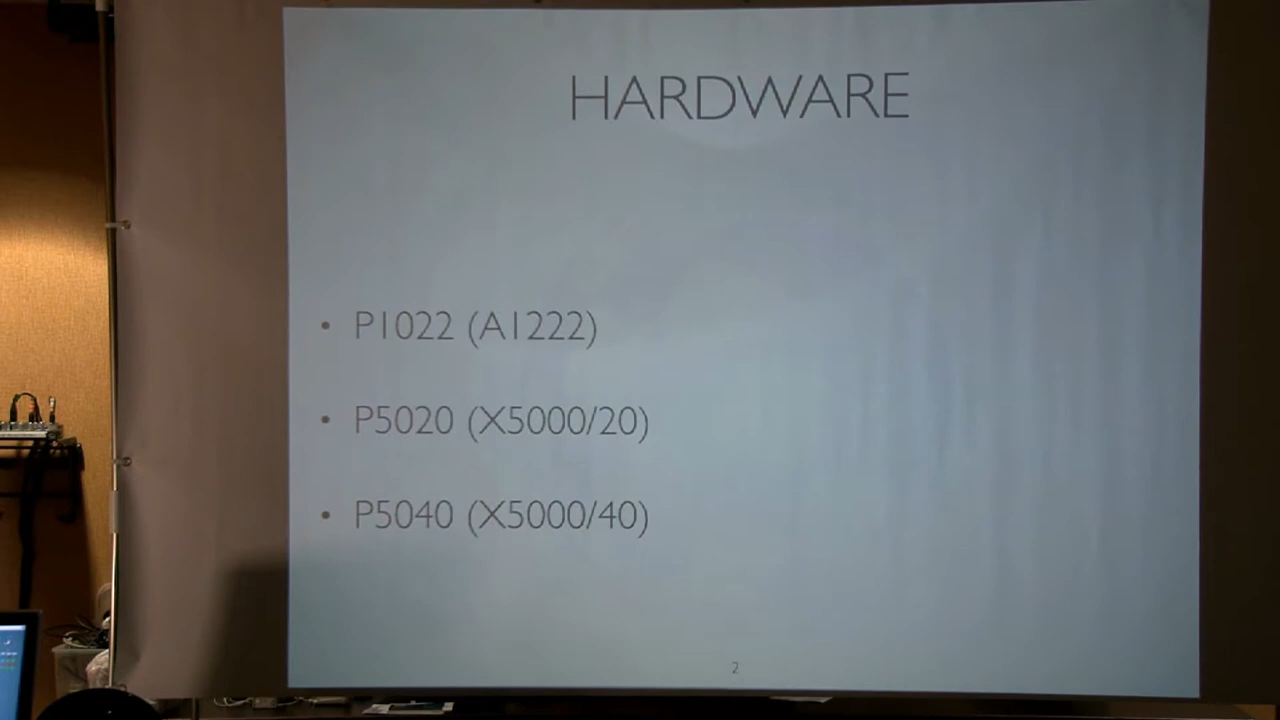 HARDWARE
• P1022 (A1222)
• P5020 (X5000/20)
• P5040 (X5000/40)
2